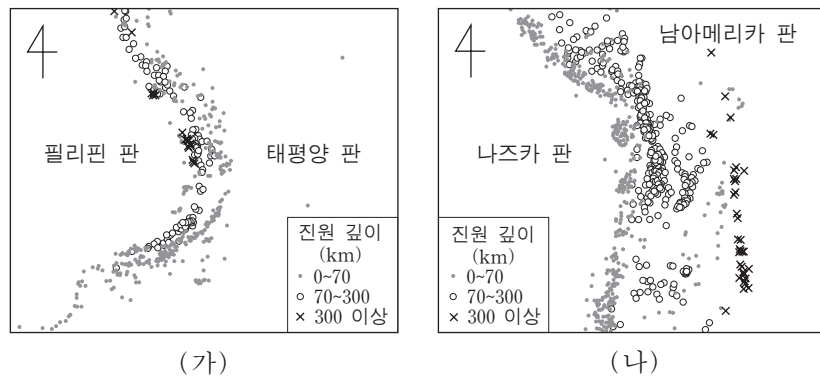 필리핀 판
태평양 판
진원 깊이
(km)
0~70
70~300
300 이상
(가)
남아메리카 판
나즈카 판
진원 깊이
(km)
0~70
70~300
300 이상
(나)